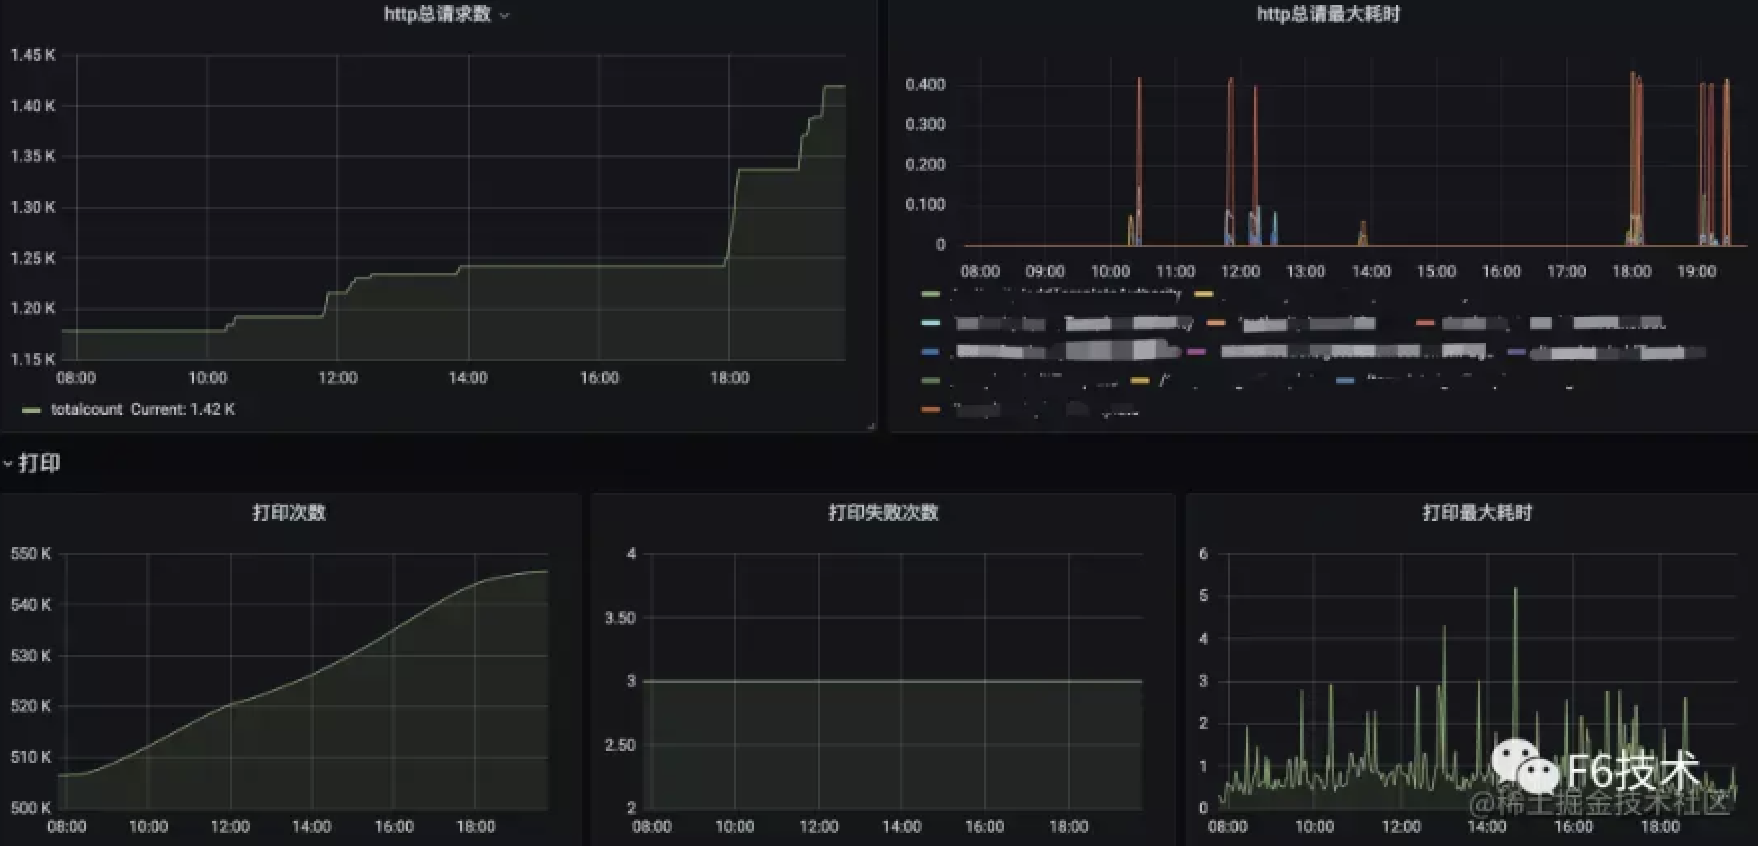 http总请求数
1.45 K
1.40 K
1.35 K
1.30 K
1.25 K
1.20 K
1.15 K
08:00 10:00 12:00 14:00 16:00 18:00
totalcount Current: 1.42 K
http总请最大耗时
0.400
0.300
0.200
0.100
0
08:00 09:00 10:00 11:00 12:00 13:00 14:00 15:00 16:00 17:00 18:00 19:00
打印
打印次数
550 K
540 K
530 K
520 K
510 K
500 K
08:00 10:00 12:00 14:00 16:00 18:00
打印失败次数
4
3.50
3
2.50
2
08:00 10:00 12:00 14:00 16:00 18:00
打印最大耗时
6
5
4
3
2
1
0
08:00 10:00 12:00 14:00 16:00 18:00
F6技术
@稀土掘金技术社区